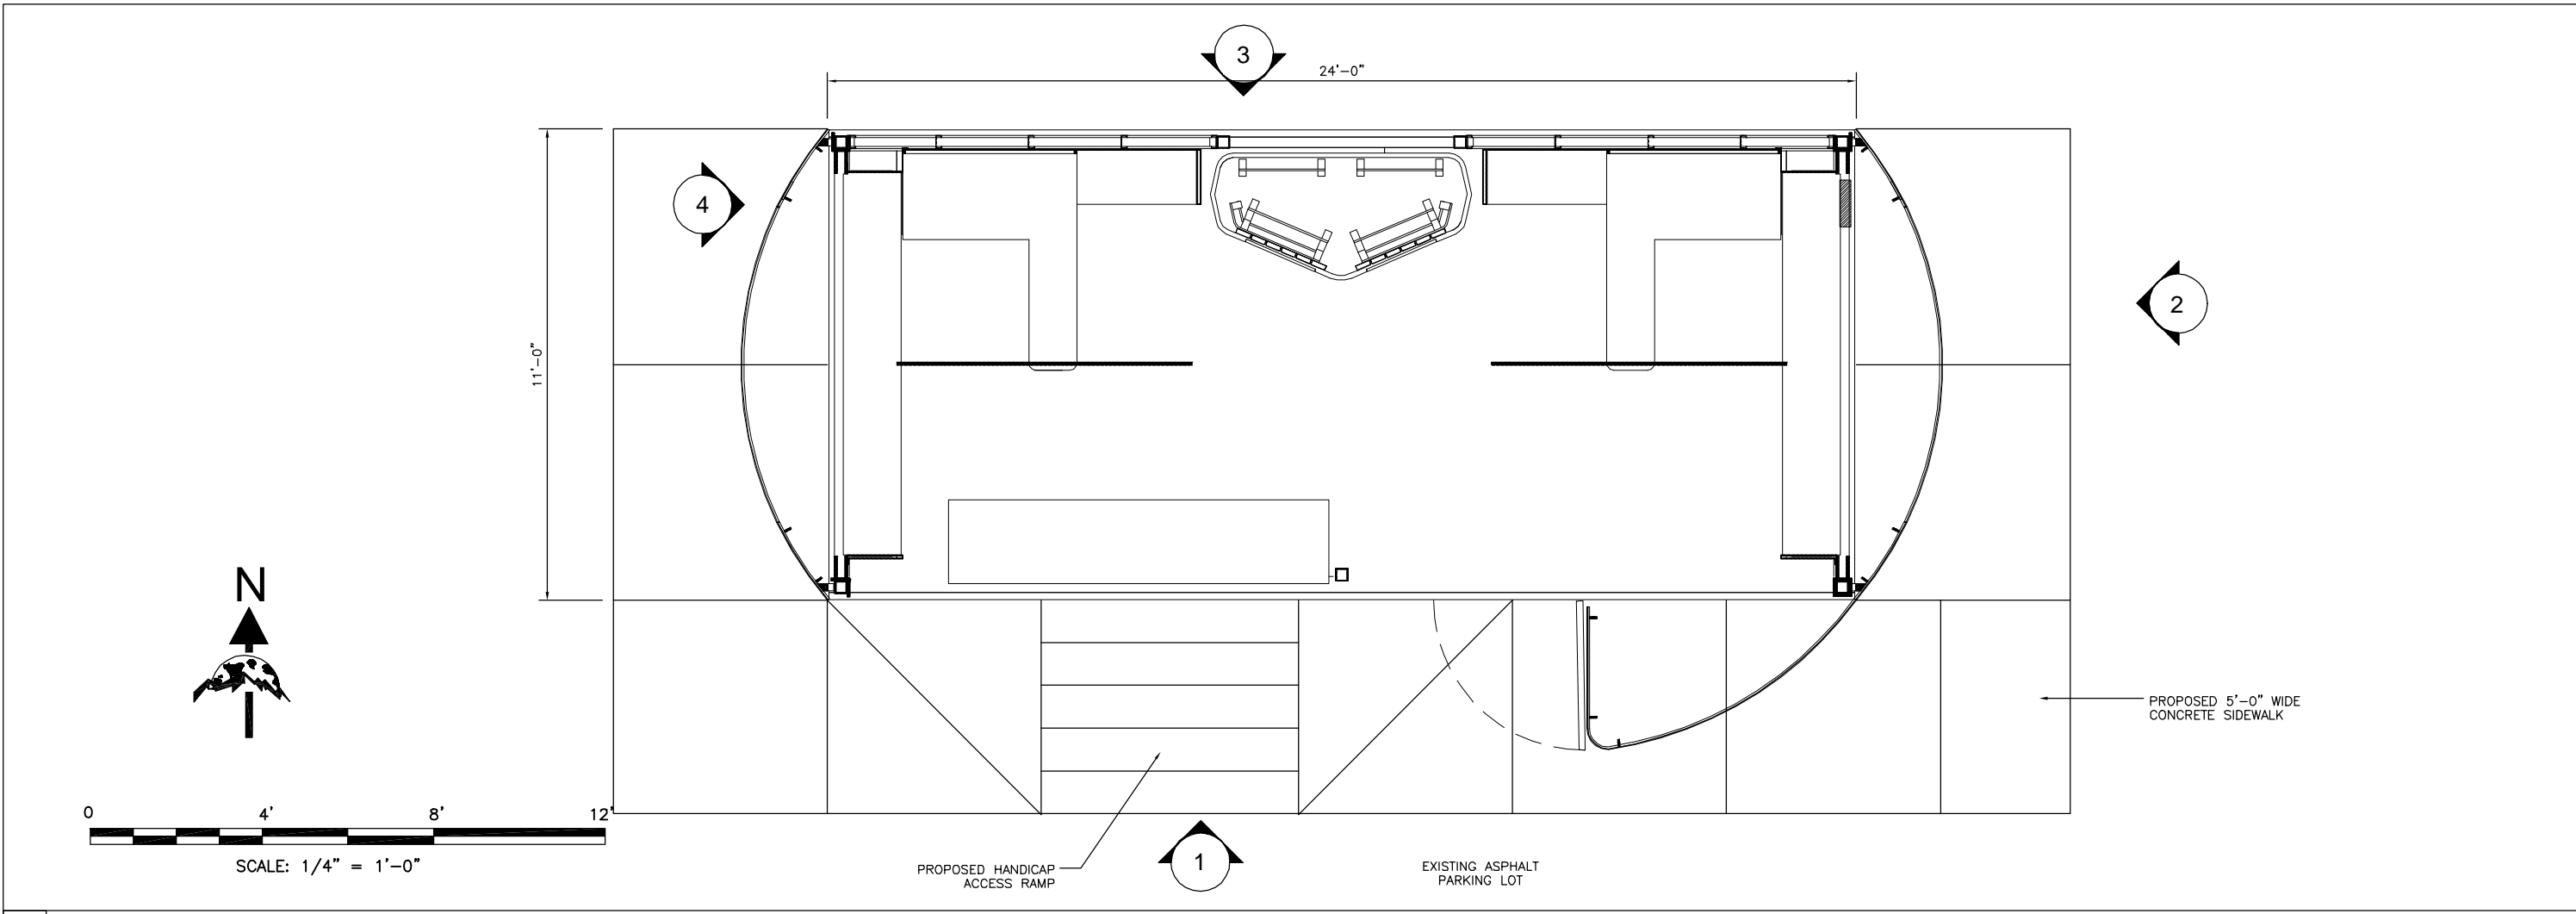 3
24'-0"
4
2
11'-0"
N
PROPOSED 5'-0" WIDE
CONCRETE SIDEWALK
0 4' 8' 12'
SCALE: 1/4" = 1'-0"
PROPOSED HANDICAP
ACCESS RAMP
1
EXISTING ASPHALT
PARKING LOT